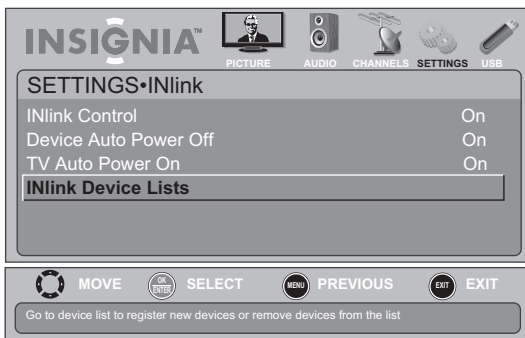 INSIGNIA™
PICTURE AUDIO CHANNELS SETTINGS USB
SETTINGS•INlink
INlink Control On
Device Auto Power Off On
TV Auto Power On On
INlink Device Lists
MOVE OK ENTER SELECT MENU PREVIOUS EXIT EXIT
Go to device list to register new devices or remove devices from the list